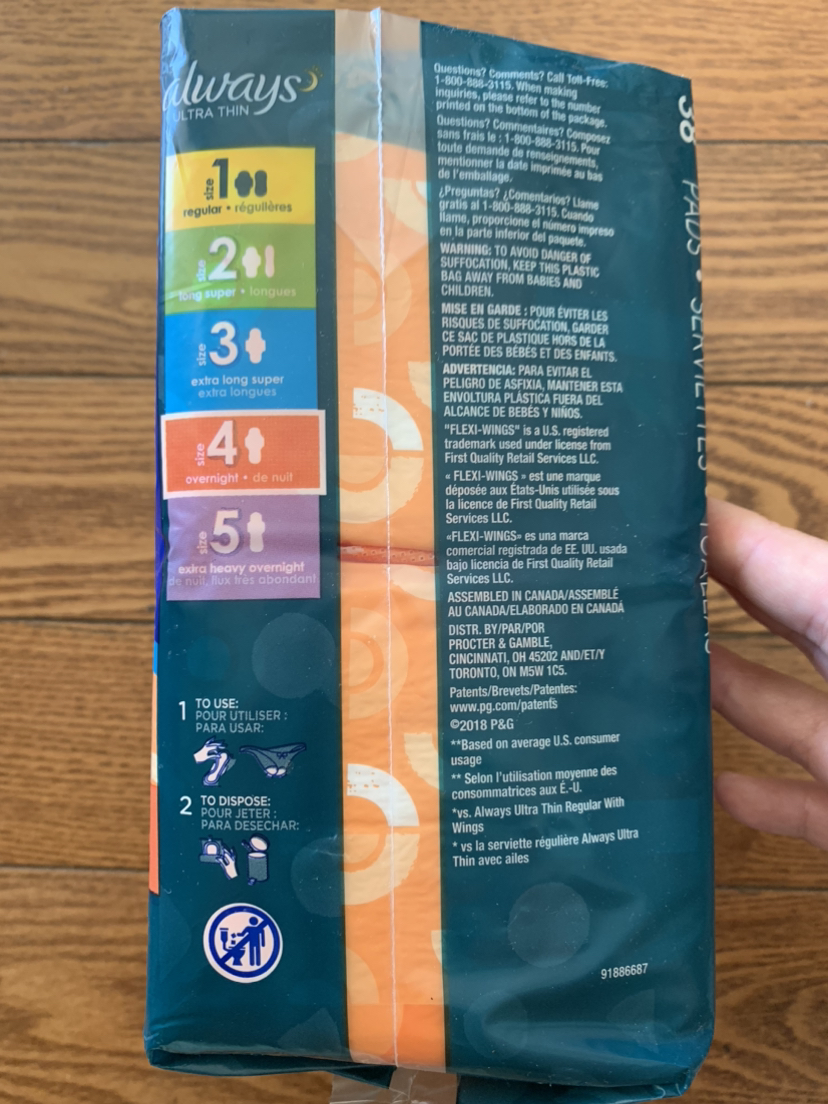 always
ULTRA THIN
size 1
regular • régulières
size 2
long super • longues
size 3
extra long super
extra longues
size 4
overnight • de nuit
size 5
extra heavy overnight
de nuit, flux très abondant
1 TO USE:
POUR UTILISER :
PARA USAR:
2 TO DISPOSE:
POUR JETER :
PARA DESECHAR:
Questions? Comments? Call Toll-Free:
1-800-888-3115. When making
inquiries, please refer to the number
printed on the bottom of the package.
Questions? Commentaires? Composez
sans frais le : 1-800-888-3115. Pour
toute demande de renseignements,
mentionner la date imprimée au bas
de l'emballage.
¿Preguntas? ¿Comentarios? Llame
gratis al 1-800-888-3115. Cuando
llame, proporcione el número impreso
en la parte inferior del paquete.
WARNING: TO AVOID DANGER OF
SUFFOCATION, KEEP THIS PLASTIC
BAG AWAY FROM BABIES AND
CHILDREN.
MISE EN GARDE : POUR ÉVITER LES
RISQUES DE SUFFOCATION, GARDER
CE SAC DE PLASTIQUE HORS DE LA
PORTÉE DES BÉBÉS ET DES ENFANTS.
ADVERTENCIA: PARA EVITAR EL
PELIGRO DE ASFIXIA, MANTENER ESTA
ENVOLTURA PLÁSTICA FUERA DEL
ALCANCE DE BEBÉS Y NIÑOS.
"FLEXI-WINGS" is a U.S. registered
trademark used under license from
First Quality Retail Services LLC.
« FLEXI-WINGS » est une marque
déposée aux États-Unis utilisée sous
la licence de First Quality Retail
Services LLC.
«FLEXI-WINGS» es una marca
comercial registrada de EE. UU. usada
bajo licencia de First Quality Retail
Services LLC.
ASSEMBLED IN CANADA/ASSEMBLÉ
AU CANADA/ELABORADO EN CANADÁ
DISTR. BY/PAR/POR
PROCTER & GAMBLE,
CINCINNATI, OH 45202 AND/ET/Y
TORONTO, ON M5W 1C5.
Patents/Brevets/Patentes:
www.pg.com/patents
©2018 P&G
**Based on average U.S. consumer
usage
** Selon l'utilisation moyenne des
consommatrices aux É.-U.
*vs. Always Ultra Thin Regular With
Wings
* vs la serviette régulière Always Ultra
Thin avec ailes
91886687
PADS • SERVIETTES